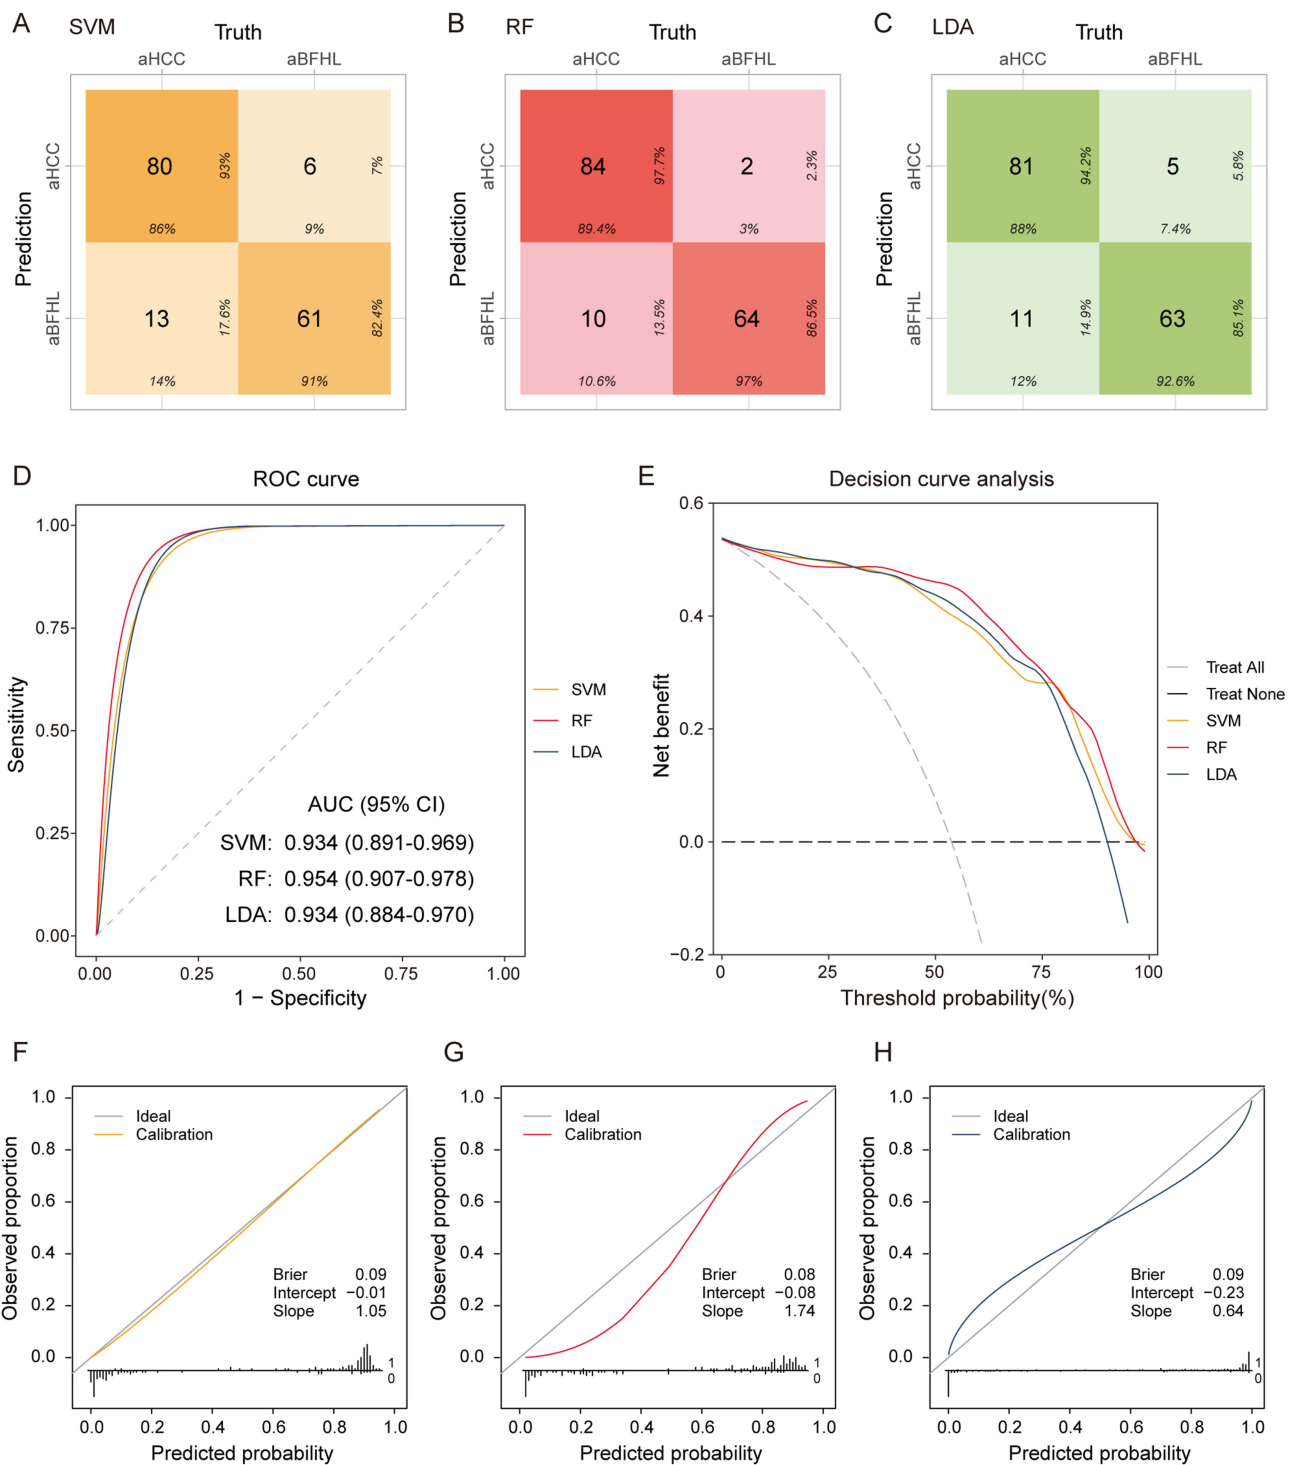 A SVM Truth
aHCC aBFHL
Prediction
aHCC
aBFHL
80 93% 86%
6 7% 9%
13 17.6% 14%
61 82.4% 91%
B RF Truth
aHCC aBFHL
Prediction
aHCC
aBFHL
84 97.7% 89.4%
2 2.3% 3%
10 13.5% 10.6%
64 86.5% 97%
C LDA Truth
aHCC aBFHL
Prediction
aHCC
aBFHL
81 94.2% 88%
5 5.8% 7.4%
11 14.9% 12%
63 85.1% 92.6%
D ROC curve
Sensitivity
1.00
0.75
0.50
0.25
0.00
AUC (95% CI)
SVM: 0.934 (0.891-0.969)
RF: 0.954 (0.907-0.978)
LDA: 0.934 (0.884-0.970)
0.00 0.25 0.50 0.75 1.00
1 − Specificity
SVM
RF
LDA
E Decision curve analysis
Net benefit
0.6
0.4
0.2
0.0
−0.2
0 25 50 75 100
Threshold probability(%)
Treat All
Treat None
SVM
RF
LDA
F
Observed proportion
1.0
0.8
0.6
0.4
0.2
0.0
Ideal
Calibration
Brier 0.09
Intercept −0.01
Slope 1.05
1
0
0.0 0.2 0.4 0.6 0.8 1.0
Predicted probability
G
Observed proportion
1.0
0.8
0.6
0.4
0.2
0.0
Ideal
Calibration
Brier 0.08
Intercept −0.08
Slope 1.74
1
0
0.0 0.2 0.4 0.6 0.8 1.0
Predicted probability
H
Observed proportion
1.0
0.8
0.6
0.4
0.2
0.0
Ideal
Calibration
Brier 0.09
Intercept −0.23
Slope 0.64
1
0
0.0 0.2 0.4 0.6 0.8 1.0
Predicted probability